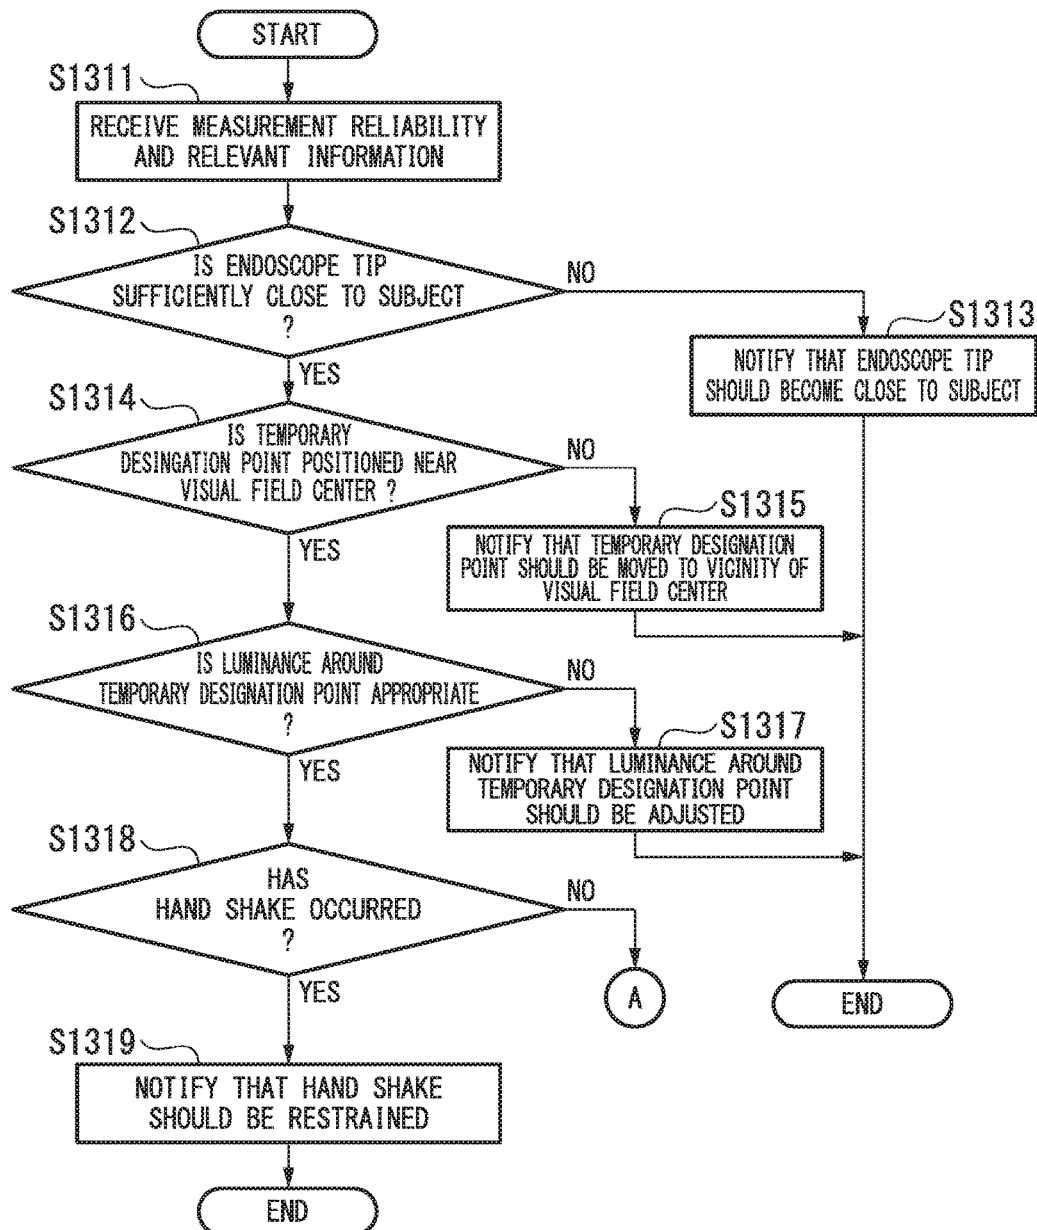 START
S1311
RECEIVE MEASUREMENT RELIABILITY
AND RELEVANT INFORMATION
S1312
IS ENDOSCOPE TIP
SUFFICIENTLY CLOSE TO SUBJECT
?
NO
YES
S1313
NOTIFY THAT ENDOSCOPE TIP
SHOULD BECOME CLOSE TO SUBJECT
S1314
IS TEMPORARY
DESINGATION POINT POSITIONED NEAR
VISUAL FIELD CENTER ?
NO
YES
S1315
NOTIFY THAT TEMPORARY DESIGNATION
POINT SHOULD BE MOVED TO VICINITY OF
VISUAL FIELD CENTER
S1316
IS LUMINANCE AROUND
TEMPORARY DESIGNATION POINT APPROPRIATE
?
NO
YES
S1317
NOTIFY THAT LUMINANCE AROUND
TEMPORARY DESIGNATION POINT
SHOULD BE ADJUSTED
S1318
HAS
HAND SHAKE OCCURRED
?
NO
YES
A
END
S1319
NOTIFY THAT HAND SHAKE
SHOULD BE RESTRAINED
END